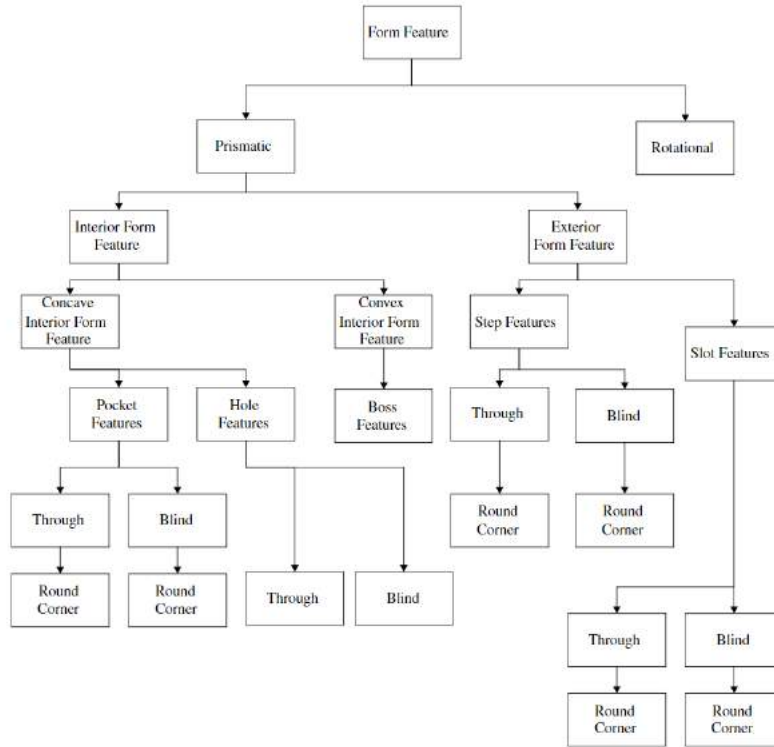 Form Feature
Prismatic
Rotational
Interior Form
Feature
Exterior
Form Feature
Concave
Interior Form
Feature
Convex
Interior Form
Feature
Step Features
Slot Features
Pocket
Features
Hole
Features
Boss
Features
Through
Blind
Through
Blind
Round
Corner
Round
Corner
Round
Corner
Round
Corner
Through
Blind
Through
Blind
Round
Corner
Round
Corner